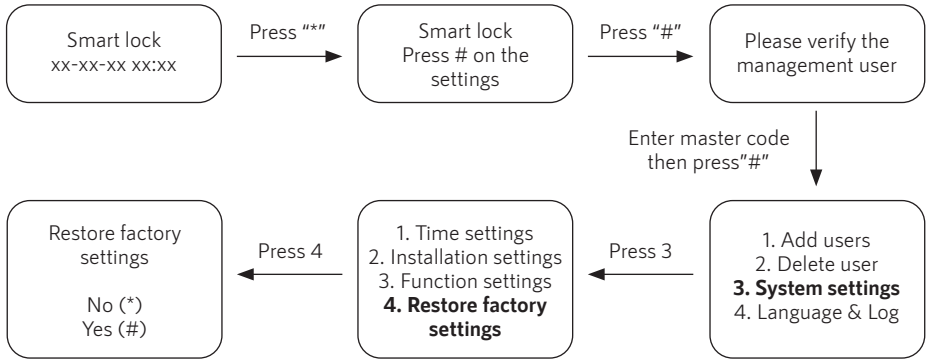 Smart lock
xx-xx-xx xx:xx
Press “*”
Smart lock
Press # on the
settings
Press “#”
Please verify the
management user
Enter master code
then press”#”
1. Add users
2. Delete user
3. System settings
4. Language & Log
Press 3
1. Time settings
2. Installation settings
3. Function settings
4. Restore factory
settings
Press 4
Restore factory
settings
No (*)
Yes (#)